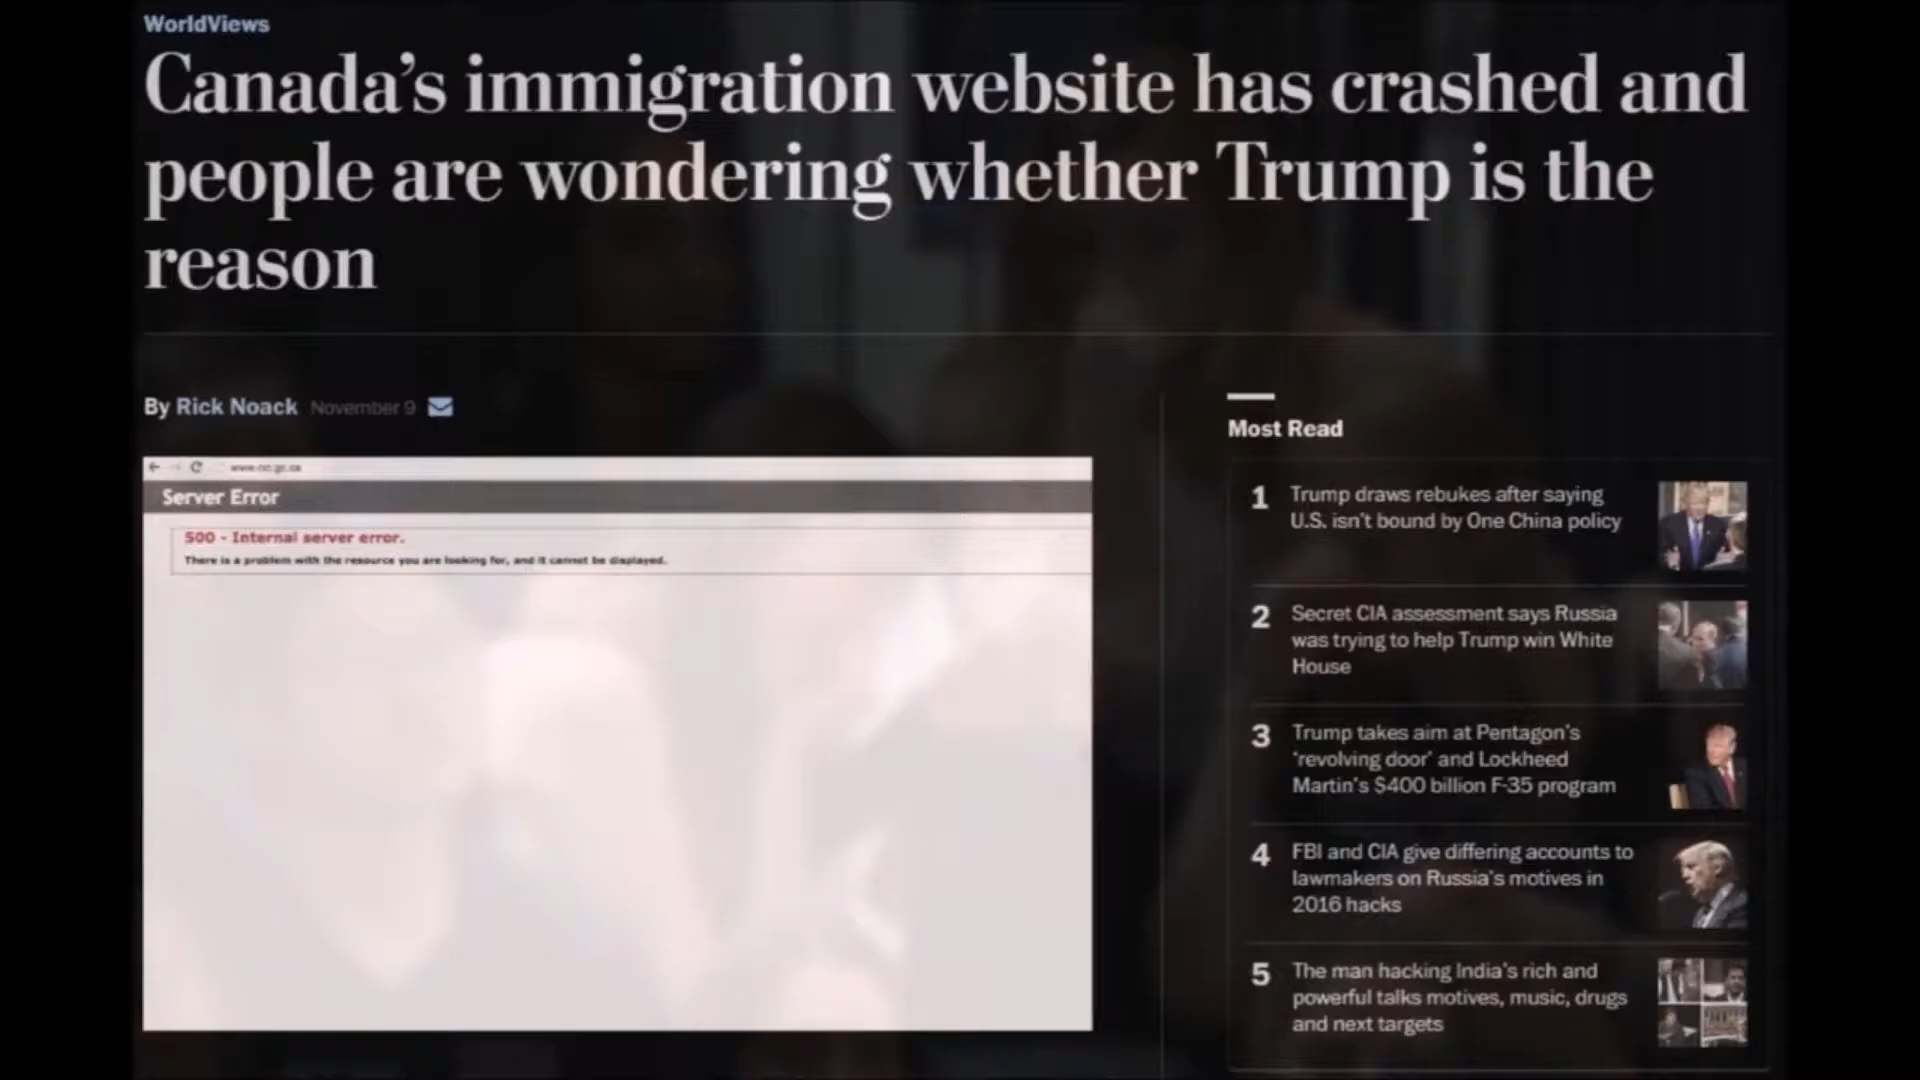 WorldViews
Canada's immigration website has crashed and
people are wondering whether Trump is the
reason
By Rick Noack November 9
www.cic.gc.ca
Server Error
500 - Internal server error.
There is a problem with the resource you are looking for, and it cannot be displayed.
Most Read
1 Trump draws rebukes after saying
U.S. isn't bound by One China policy
2 Secret CIA assessment says Russia
was trying to help Trump win White
House
3 Trump takes aim at Pentagon's
'revolving door' and Lockheed
Martin's $400 billion F-35 program
4 FBI and CIA give differing accounts to
lawmakers on Russia's motives in
2016 hacks
5 The man hacking India's rich and
powerful talks motives, music, drugs
and next targets